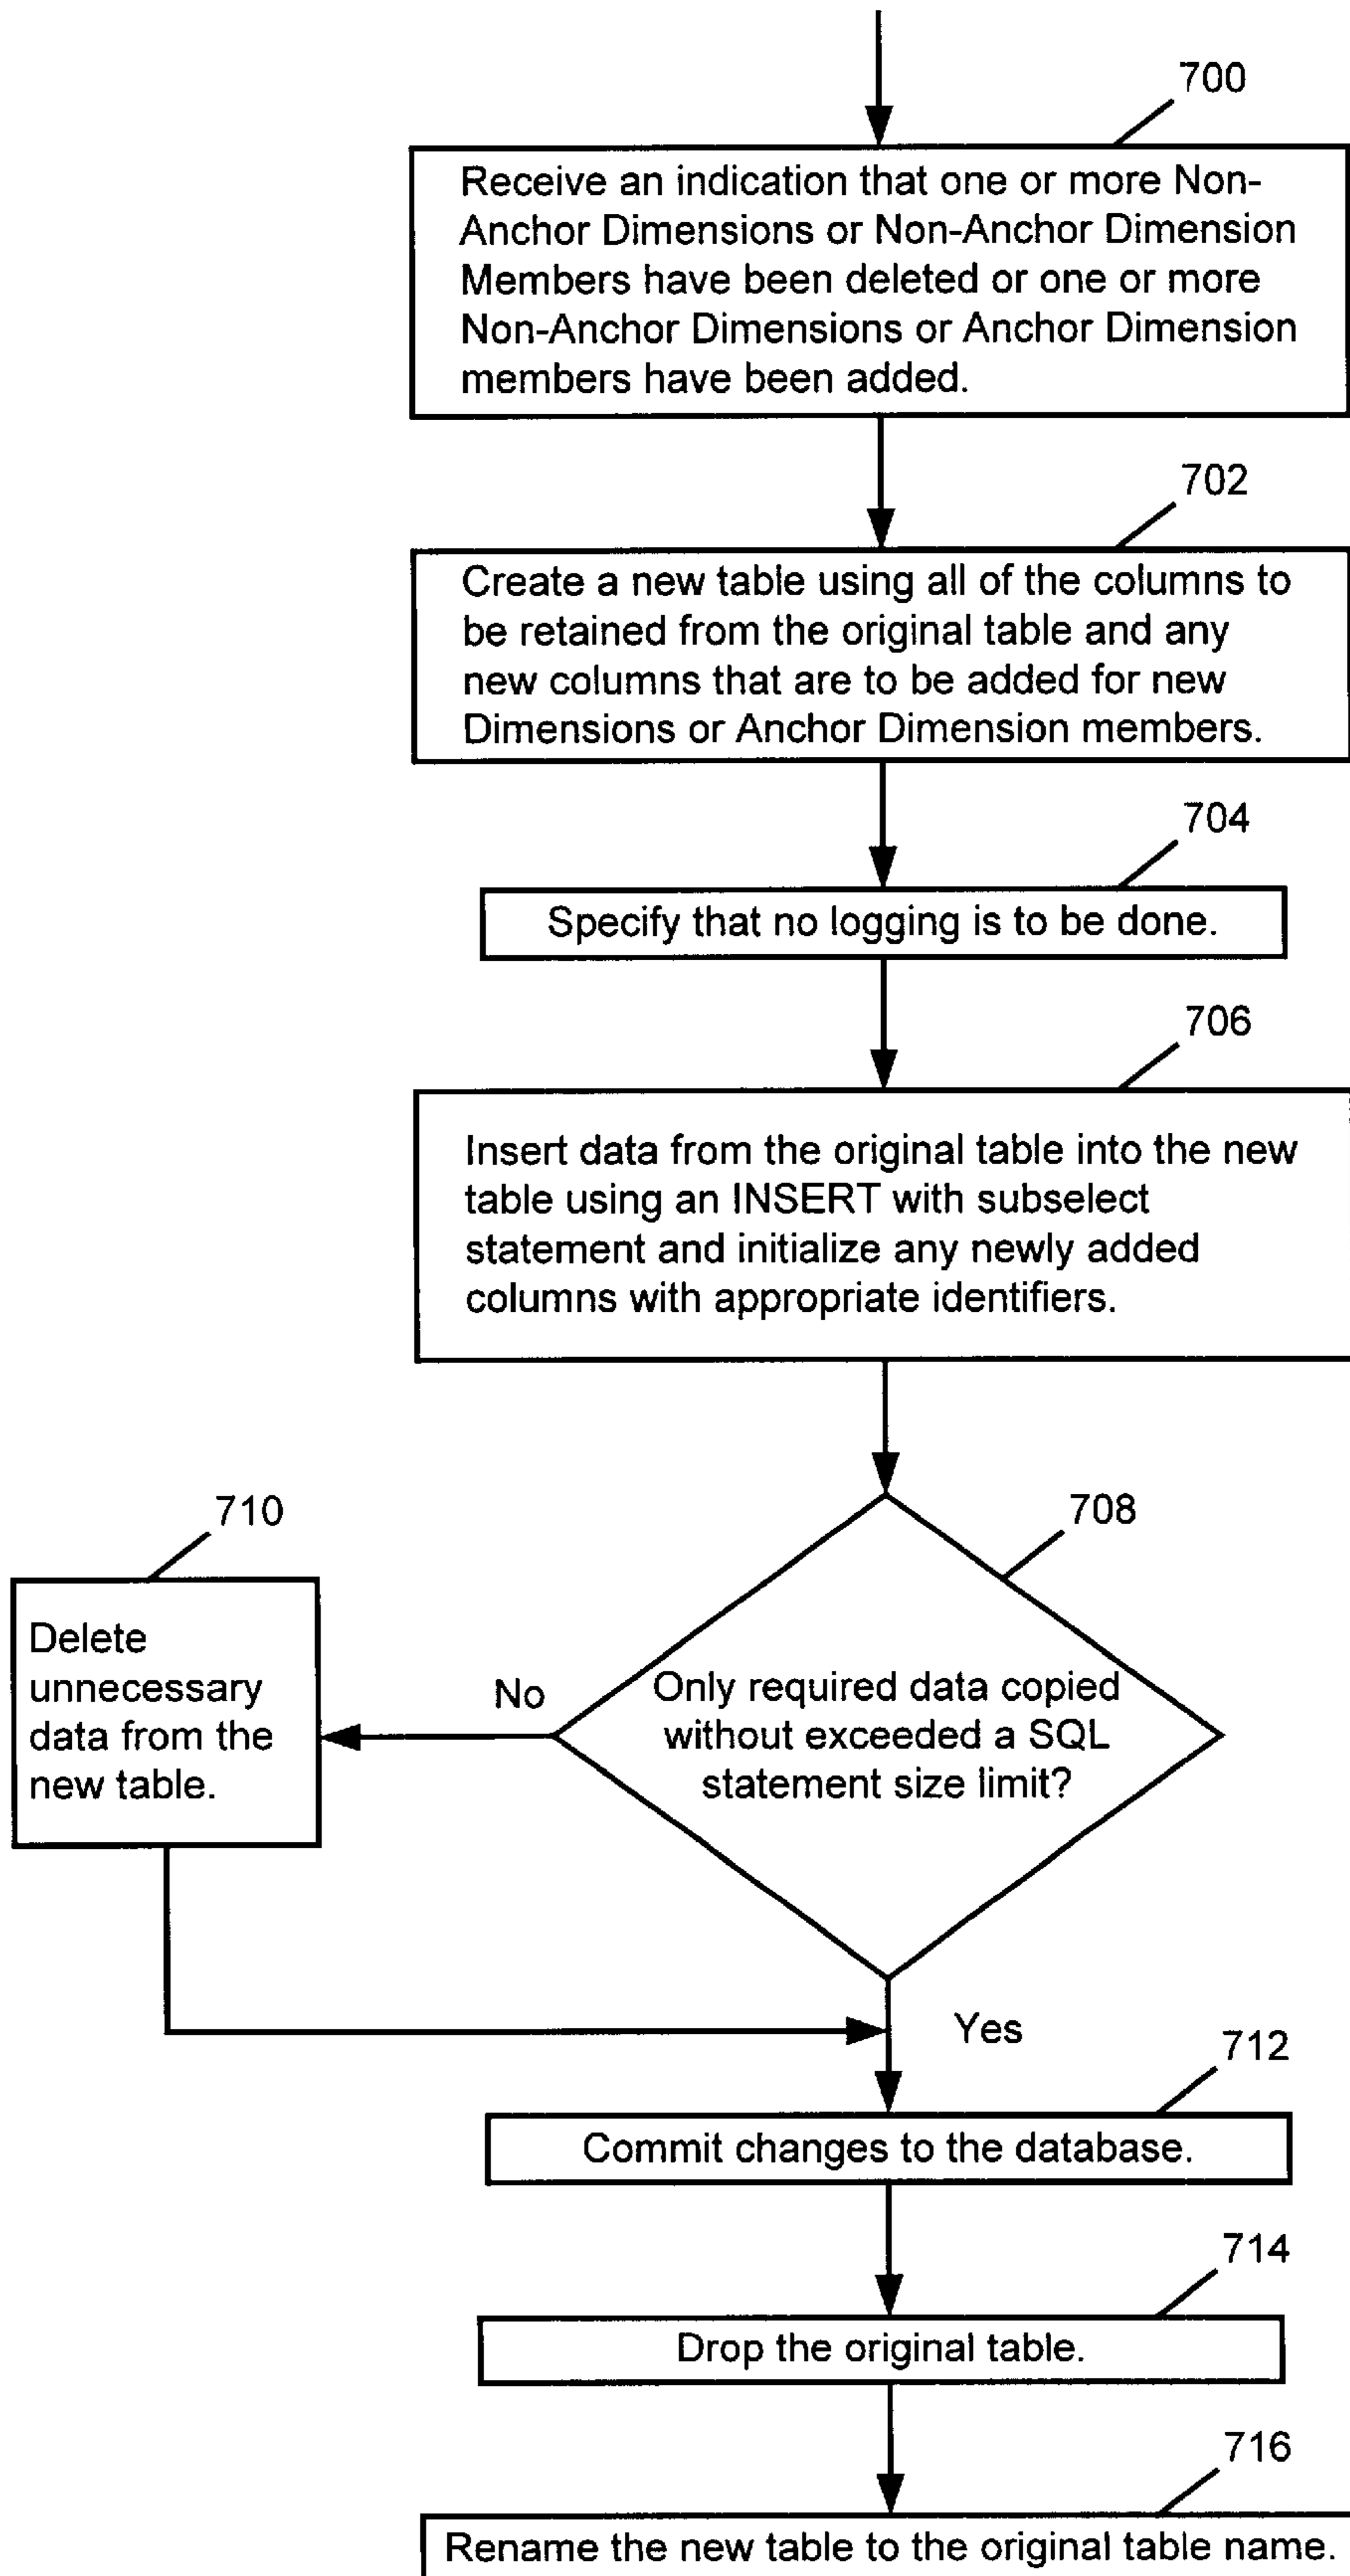 700
Receive an indication that one or more Non-
Anchor Dimensions or Non-Anchor Dimension
Members have been deleted or one or more
Non-Anchor Dimensions or Anchor Dimension
members have been added.
702
Create a new table using all of the columns to
be retained from the original table and any
new columns that are to be added for new
Dimensions or Anchor Dimension members.
704
Specify that no logging is to be done.
706
Insert data from the original table into the new
table using an INSERT with subselect
statement and initialize any newly added
columns with appropriate identifiers.
708
Only required data copied
without exceeded a SQL
statement size limit?
No
710
Delete
unnecessary
data from the
new table.
Yes
712
Commit changes to the database.
714
Drop the original table.
716
Rename the new table to the original table name.